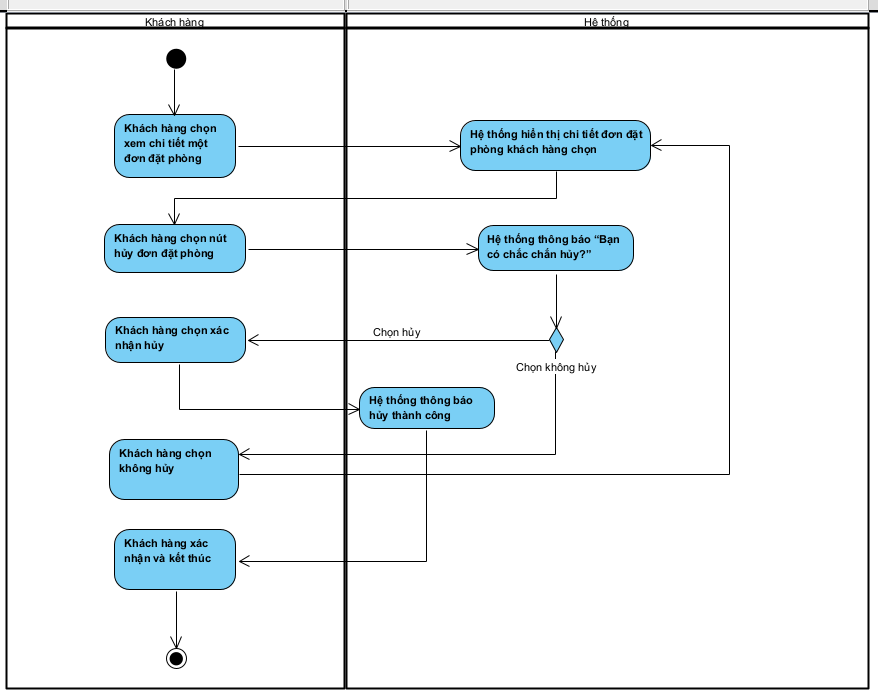 Khách hàng
Hệ thống
Khách hàng chọn
xem chi tiết một
đơn đặt phòng
Hệ thống hiển thị chi tiết đơn đặt
phòng khách hàng chọn
Khách hàng chọn nút
hủy đơn đặt phòng
Hệ thống thông báo “Bạn
có chắc chắn hủy?”
Khách hàng chọn xác
nhận hủy
Chọn hủy
Chọn không hủy
Hệ thống thông báo
hủy thành công
Khách hàng chọn
không hủy
Khách hàng xác
nhận và kết thúc